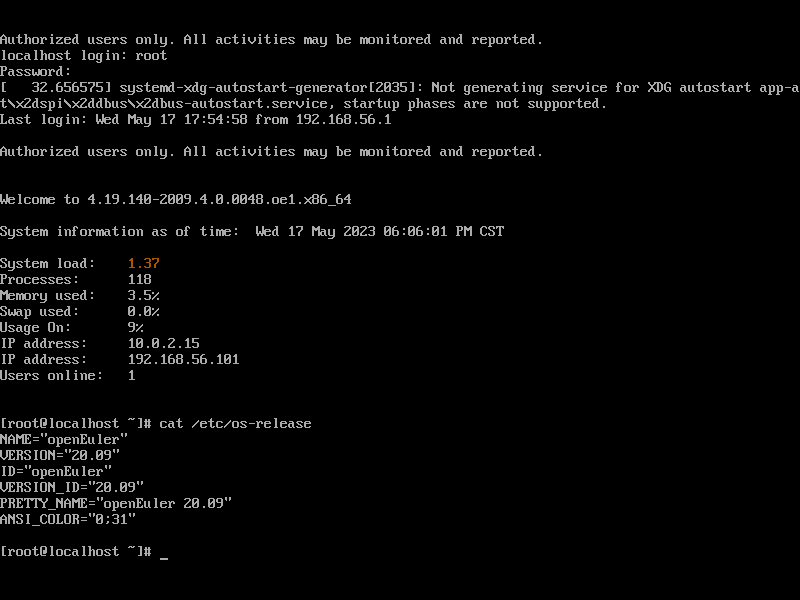 Authorized users only. All activities may be monitored and reported.
localhost login: root
Password:
[   32.656575] systemd-xdg-autostart-generator[2035]: Not generating service for XDG autostart app-a
t\x2dspi\x2ddbus\x2dbus-autostart.service, startup phases are not supported.
Last login: Wed May 17 17:54:58 from 192.168.56.1
Authorized users only. All activities may be monitored and reported.
Welcome to 4.19.140-2009.4.0.0048.oe1.x86_64
System information as of time:  Wed 17 May 2023 06:06:01 PM CST
System load:    1.37
Processes:      118
Memory used:    3.5%
Swap used:      0.0%
Usage On:       9%
IP address:     10.0.2.15
IP address:     192.168.56.101
Users online:   1
[root@localhost ~]# cat /etc/os-release
NAME="openEuler"
VERSION="20.09"
ID="openEuler"
VERSION_ID="20.09"
PRETTY_NAME="openEuler 20.09"
ANSI_COLOR="0;31"
[root@localhost ~]# _